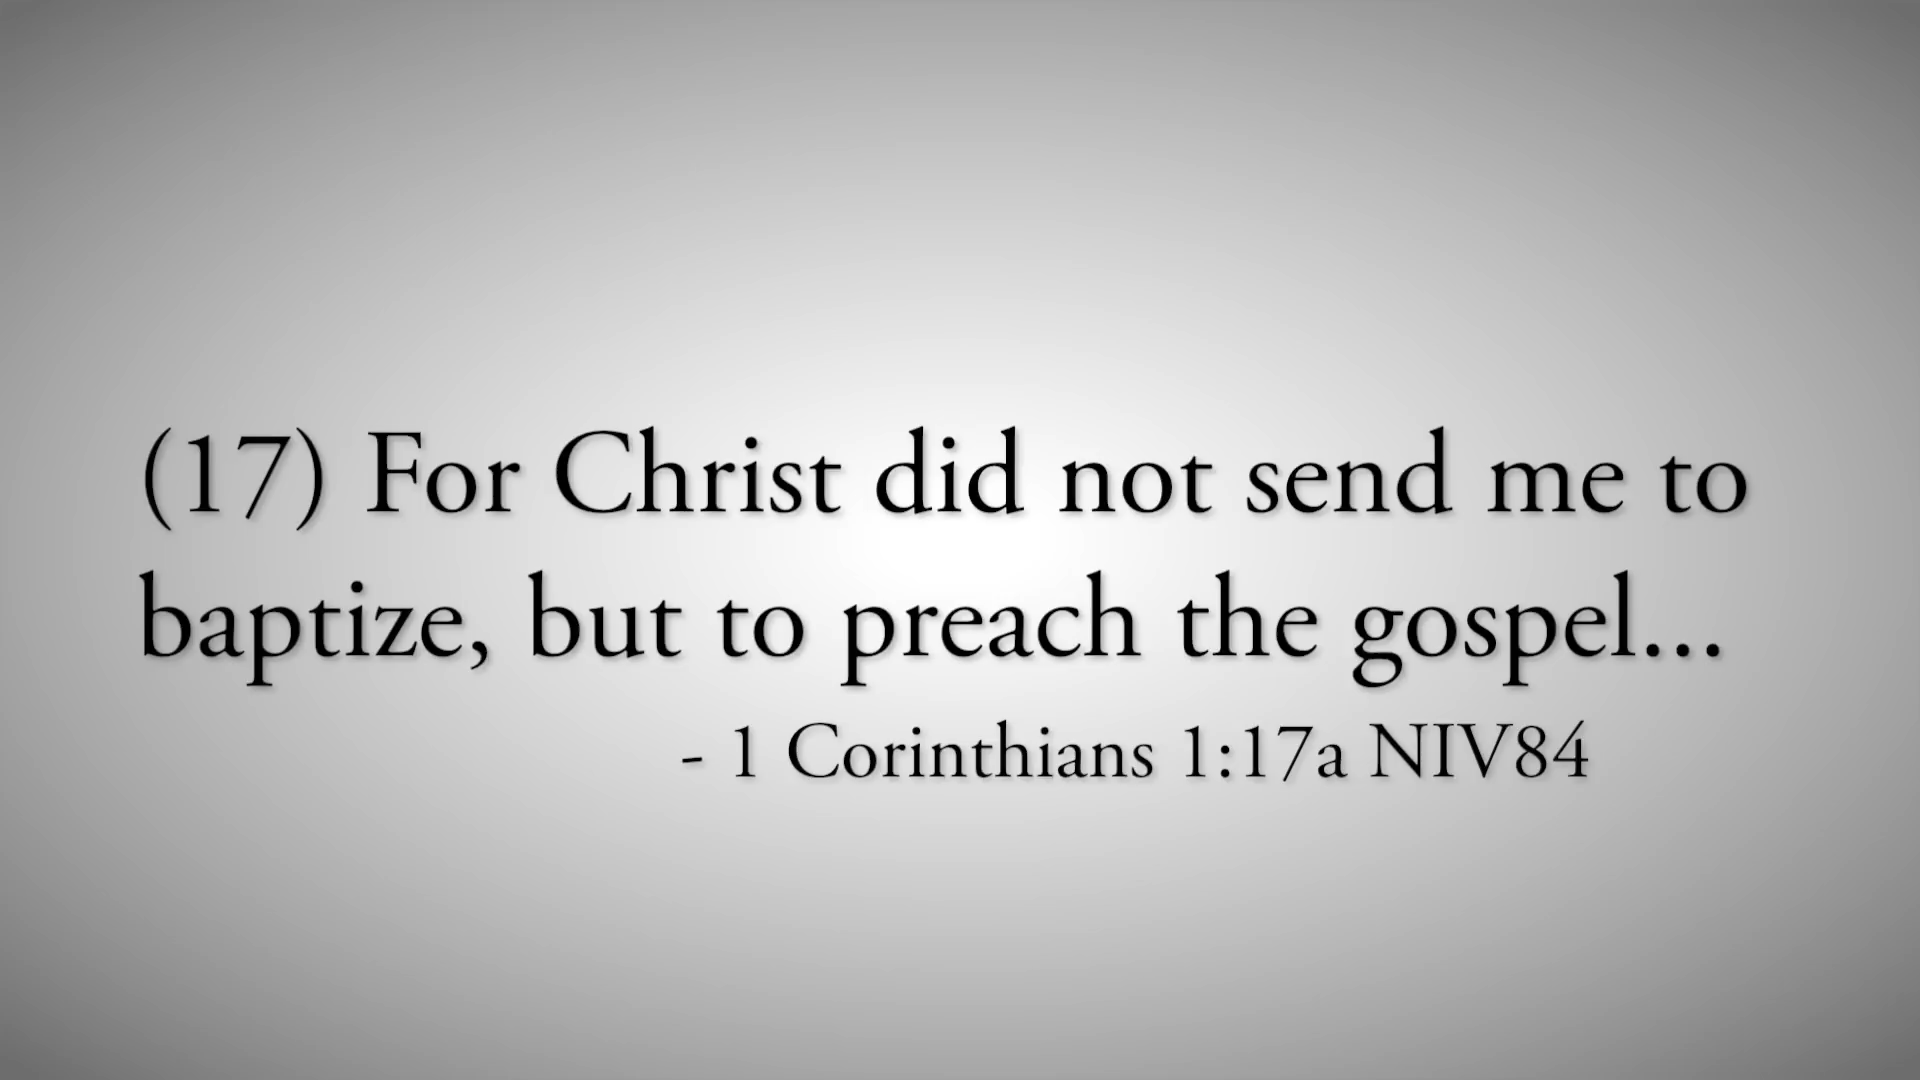 (17) For Christ did not send me to
baptize, but to preach the gospel...
- 1 Corinthians 1:17a NIV84